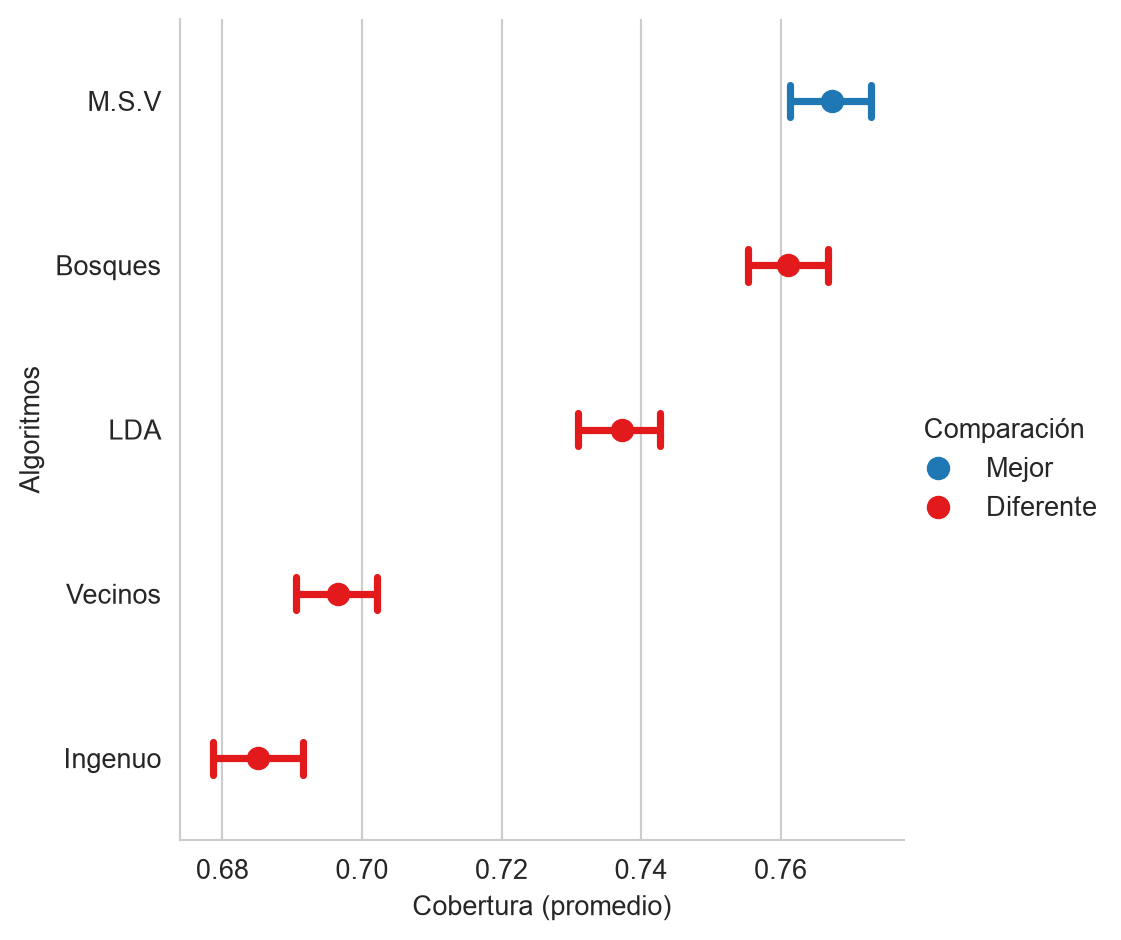 M.S.V
Bosques
LDA
Vecinos
Ingenuo
Algoritmos
0.68 0.70 0.72 0.74 0.76
Cobertura (promedio)
Comparación
Mejor
Diferente